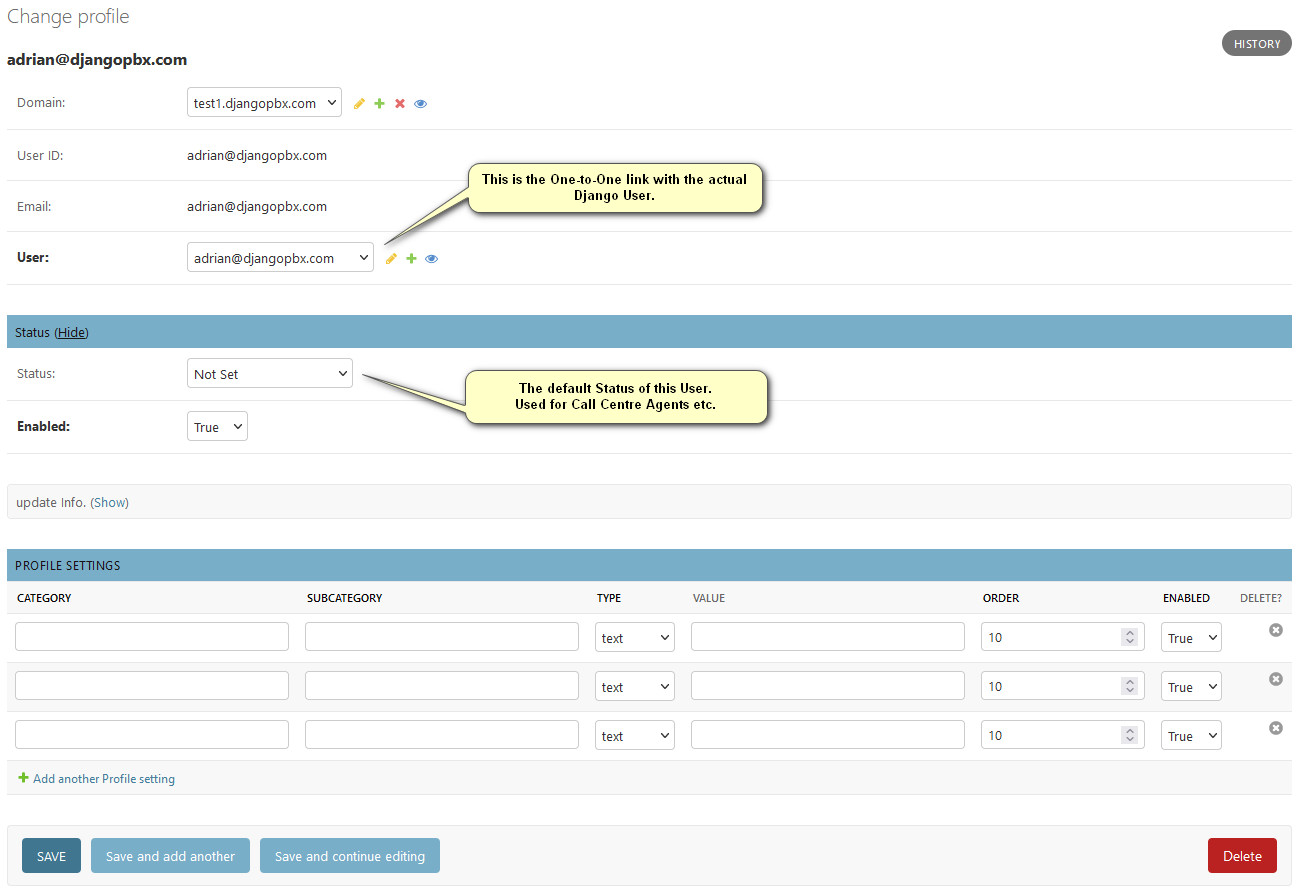 Change profile
HISTORY
adrian@djangopbx.com
Domain: test1.djangopbx.com
User ID: adrian@djangopbx.com
This is the One-to-One link with the actual
Django User.
Email: adrian@djangopbx.com
User: adrian@djangopbx.com
Status (Hide)
Status: Not Set
The default Status of this User.
Used for Call Centre Agents etc.
Enabled: True
update Info. (Show)
PROFILE SETTINGS
CATEGORY SUBCATEGORY TYPE VALUE ORDER ENABLED DELETE?
text 10 True
text 10 True
text 10 True
Add another Profile setting
SAVE Save and add another Save and continue editing Delete